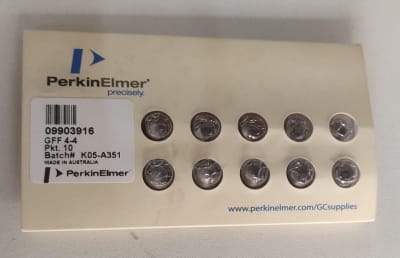 PerkinElmer®
precisely.
09903916
GFF 4-4
Pkt. 10
Batch# K05-A351
MADE IN AUSTRALIA
PerkinElmer
www.perkinelmer.com/GCsupplies